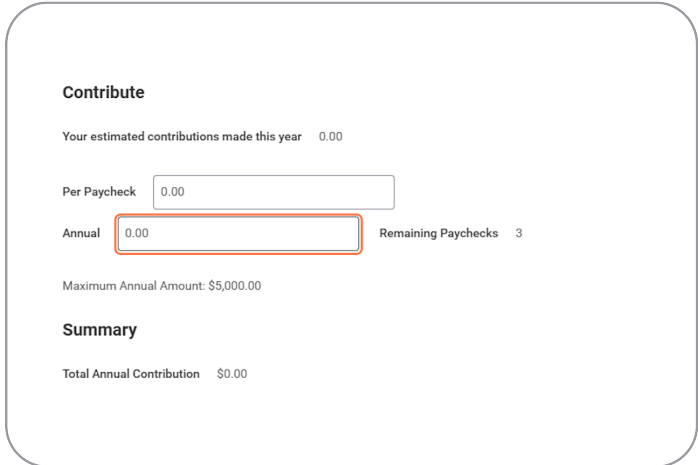 Contribute
Your estimated contributions made this year 0.00
Per Paycheck 0.00
Annual 0.00 Remaining Paychecks 3
Maximum Annual Amount: $5,000.00
Summary
Total Annual Contribution $0.00